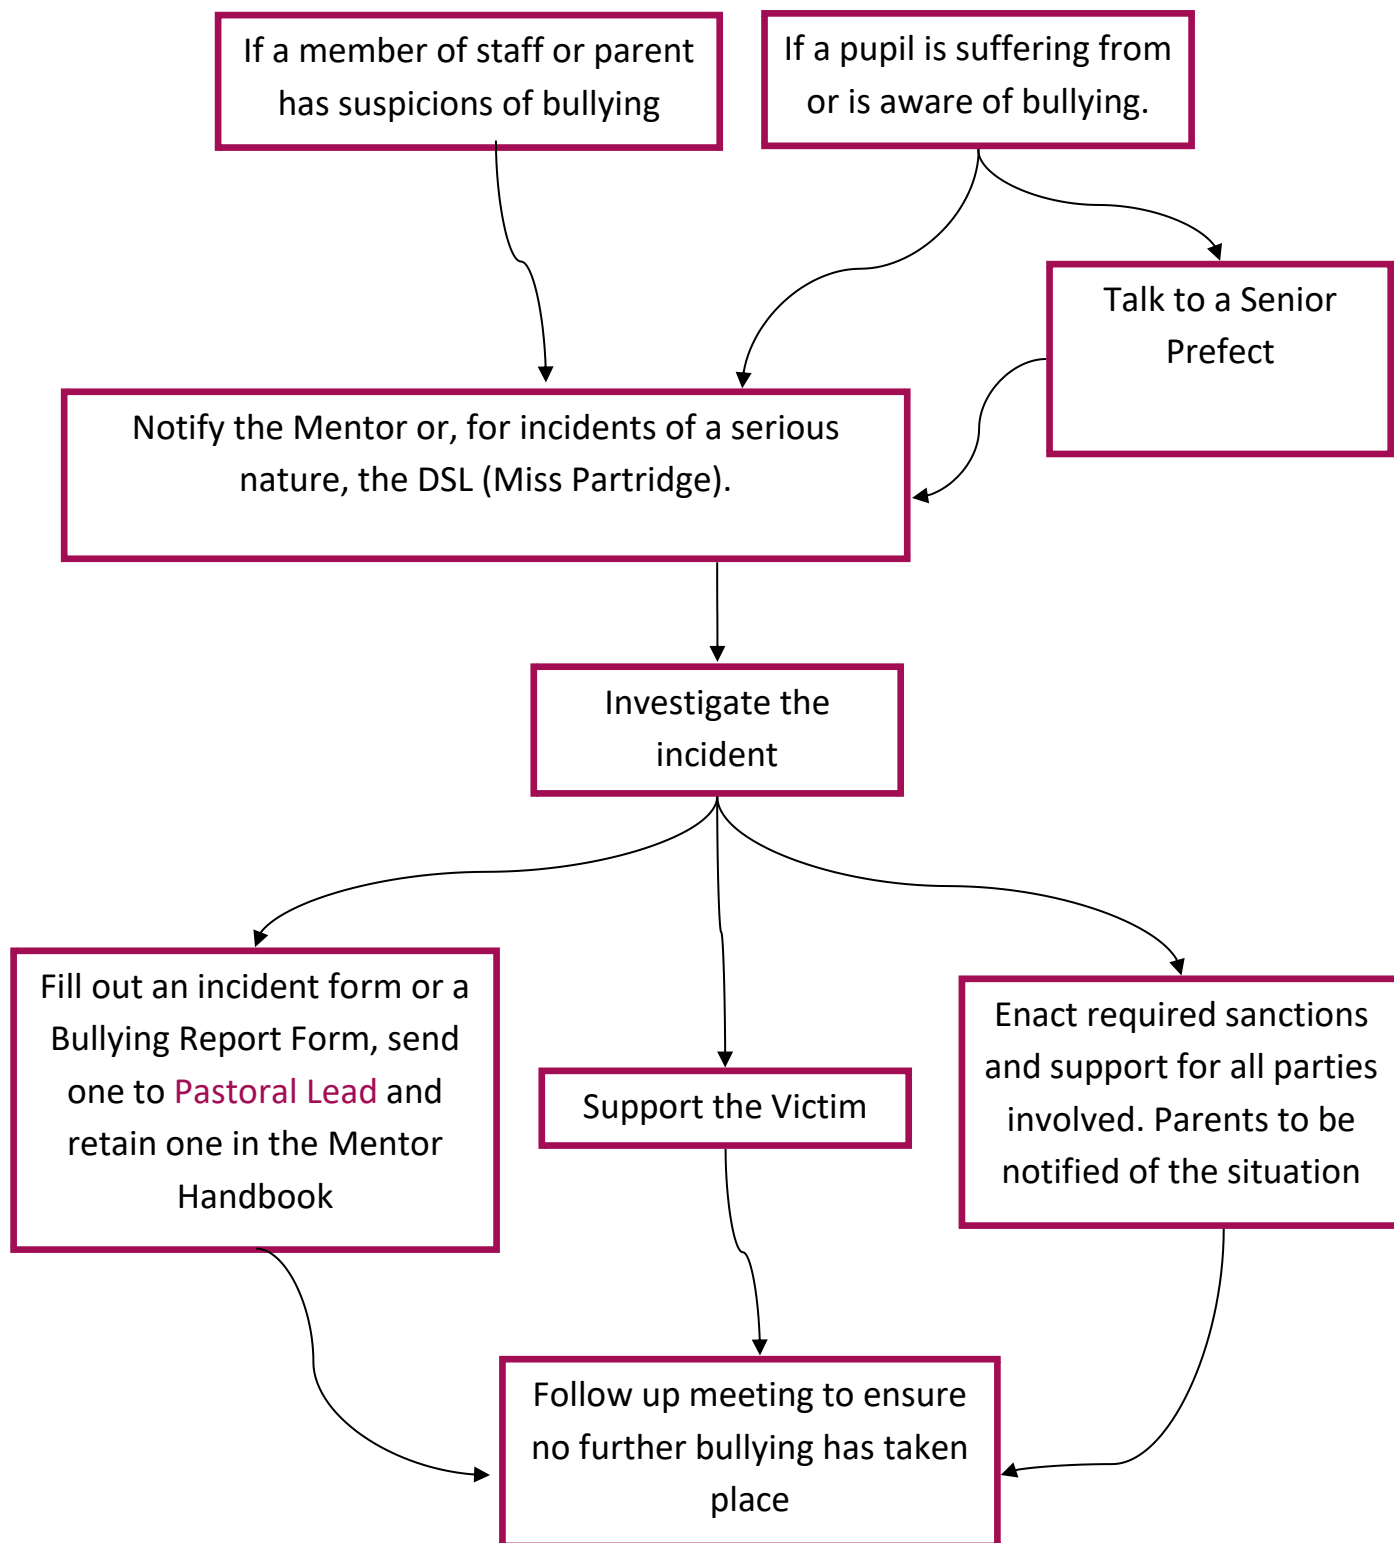 If a member of staff or parent
has suspicions of bullying
If a pupil is suffering from
or is aware of bullying.
Talk to a Senior
Prefect
Notify the Mentor or, for incidents of a serious
nature, the DSL (Miss Partridge).
Investigate the
incident
Fill out an incident form or a
Bullying Report Form, send
one to Pastoral Lead and
retain one in the Mentor
Handbook
Support the Victim
Enact required sanctions
and support for all parties
involved. Parents to be
notified of the situation
Follow up meeting to ensure
no further bullying has taken
place